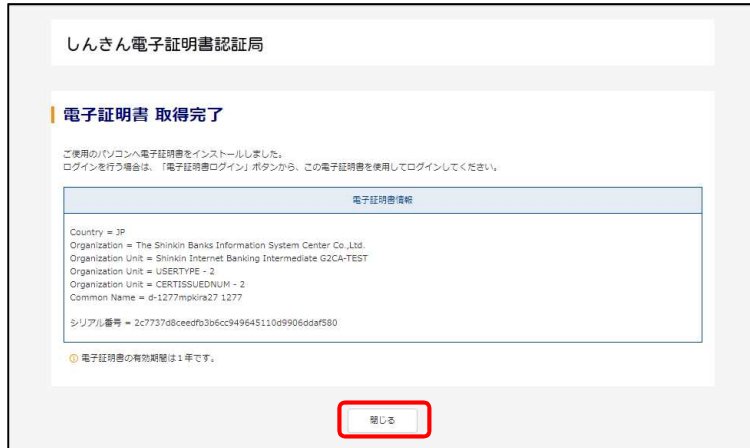 しんきん電子証明書認証局
電子証明書 取得完了
ご使用のパソコンへ電子証明書をインストールしました。
ログインを行う場合は、「電子証明書ログイン」ボタンから、この電子証明書を使用してログインしてください。
電子証明書情報
Country = JP
Organization = The Shinkin Banks Information System Center Co.,Ltd.
Organization Unit = Shinkin Internet Banking Intermediate G2CA-TEST
Organization Unit = USERTYPE - 2
Organization Unit = CERTISSUEDNUM - 2
Common Name = d-1277mpkira27 1277
シリアル番号 = 2c7737d8ceedfb3b6cc949645110d9906ddaf580
電子証明書の有効期間は１年です。
閉じる